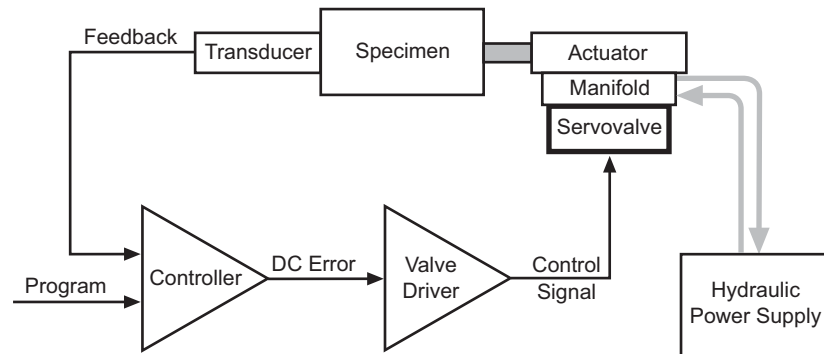 Feedback
Transducer
Specimen
Actuator
Manifold
Servovalve
Program
Controller
DC Error
Valve
Driver
Control
Signal
Hydraulic
Power Supply